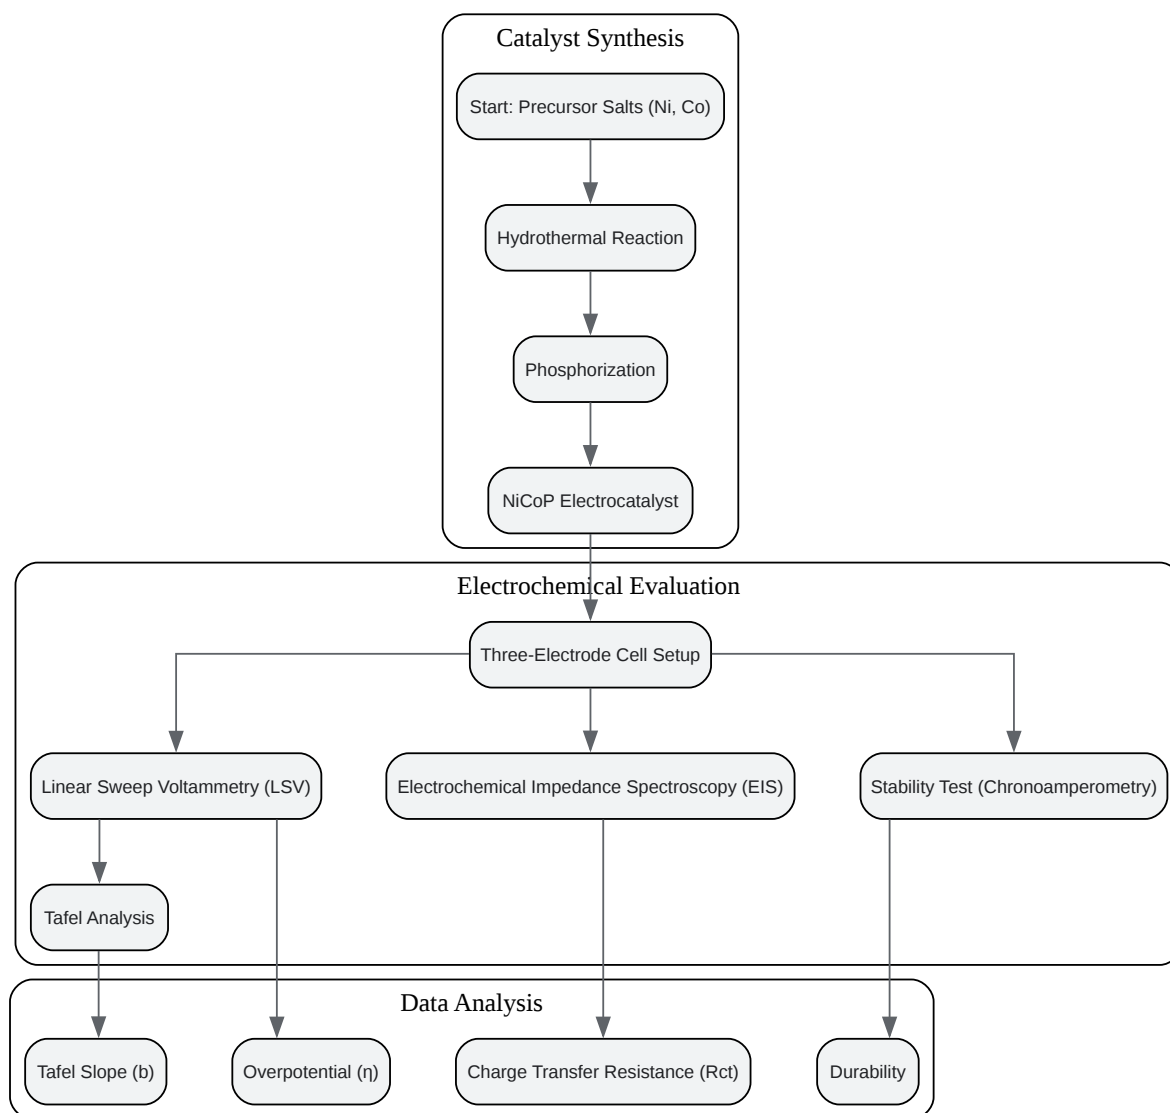 Catalyst Synthesis
Start: Precursor Salts (Ni, Co)
Hydrothermal Reaction
Phosphorization
NiCoP Electrocatalyst
Electrochemical Evaluation
Three-Electrode Cell Setup
Linear Sweep Voltammetry (LSV)
Electrochemical Impedance Spectroscopy (EIS)
Stability Test (Chronoamperometry)
Tafel Analysis
Data Analysis
Tafel Slope (b)
Overpotential (η)
Charge Transfer Resistance (Rct)
Durability